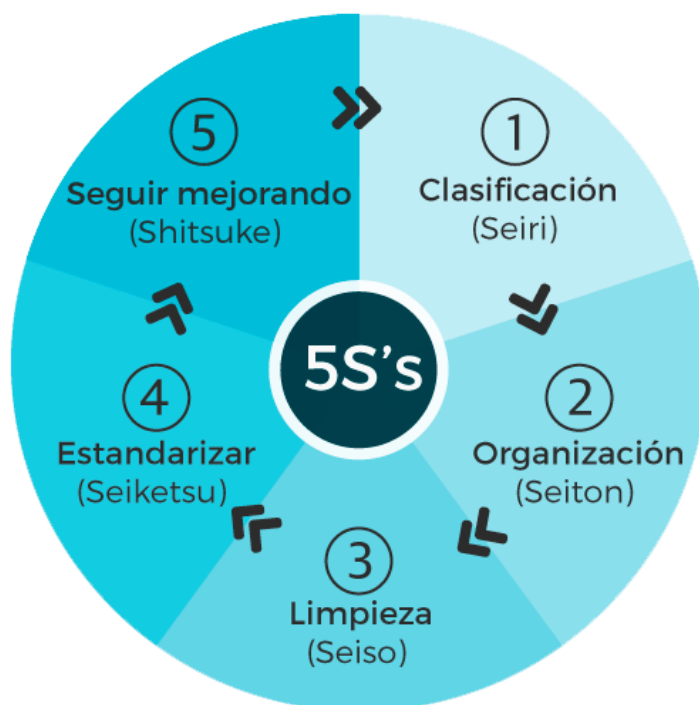 5S's
1
Clasificación
(Seiri)
2
Organización
(Seiton)
3
Limpieza
(Seiso)
4
Estandarizar
(Seiketsu)
5
Seguir mejorando
(Shitsuke)